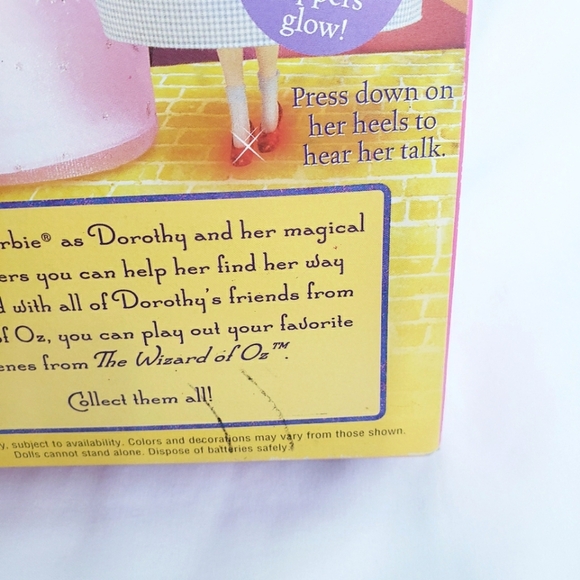 glow!
Press down on
her heels to
hear her talk.
as Dorothy and her magical
you can help her find her way
with all of Dorothy's friends from
Oz, you can play out your favorite
from The Wizard of Oz™.
Collect them all!
subject to availability. Colors and decorations may vary from those shown.
Dolls cannot stand alone. Dispose of batteries safely.